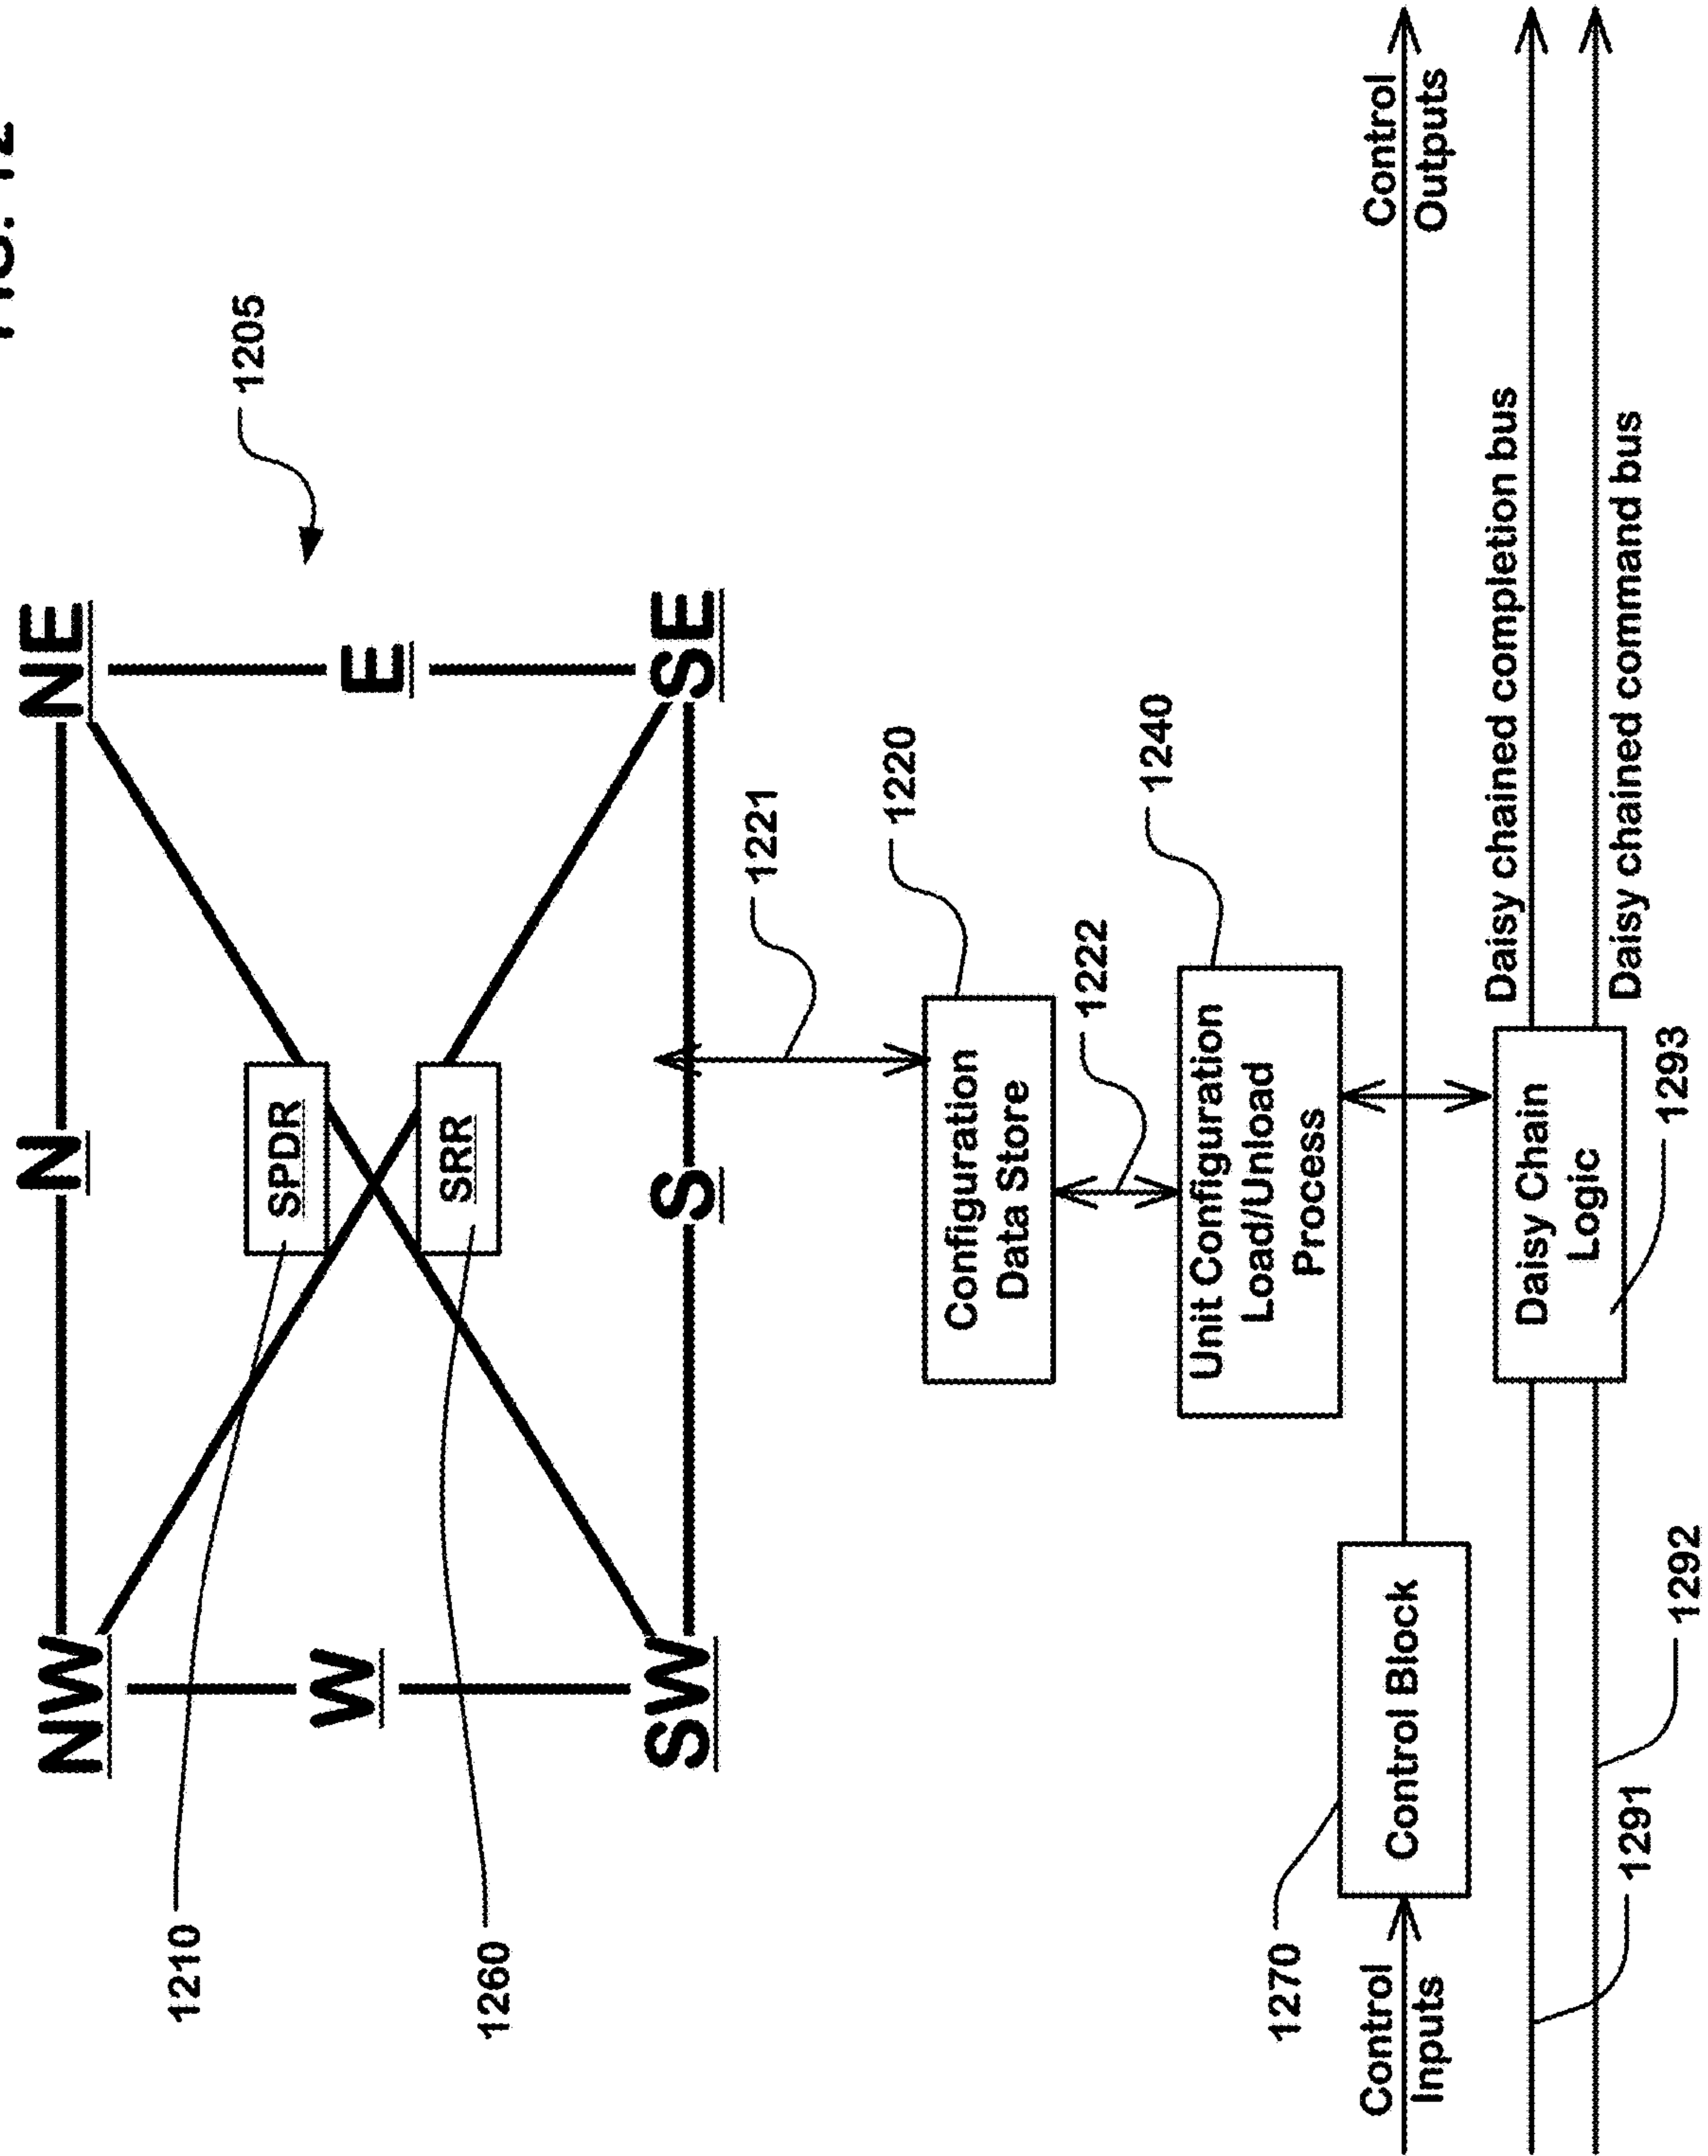 FIG. 12
NW
N
NE
1210
1205
SPDR
W
E
SRR
1260
SW
S
SE
1221
1220
Configuration
Data Store
1222
1240
Unit Configuration
Load/Unload
Process
1270
Control
Inputs
Control Block
Control
Outputs
Daisy chained completion bus
Daisy Chain
Logic
Daisy chained command bus
1291
1292
1293